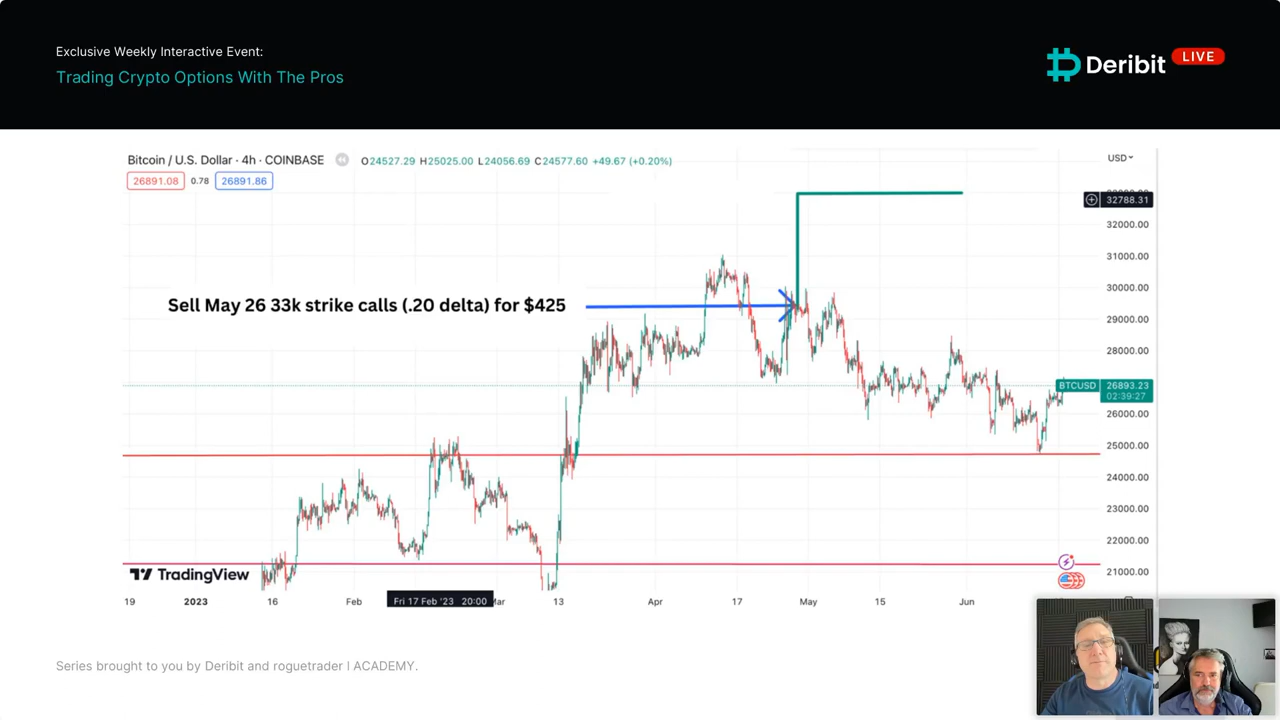 Exclusive Weekly Interactive Event:
Trading Crypto Options With The Pros
Deribit LIVE
Bitcoin / U.S. Dollar · 4h · COINBASE O24527.29 H25025.00 L24056.69 C24577.60 +49.67 (+0.20%)
USD
26891.08 0.78 26891.86
32788.31
32000.00
31000.00
30000.00
Sell May 26 33k strike calls (.20 delta) for $425
29000.00
28000.00
BTCUSD 26893.23
02:39:27
26000.00
25000.00
24000.00
23000.00
22000.00
21000.00
TradingView
19 2023 16 Feb Fri 17 Feb '23 20:00 Mar 13 Apr 17 May 15 Jun
Series brought to you by Deribit and roguetrader | ACADEMY.